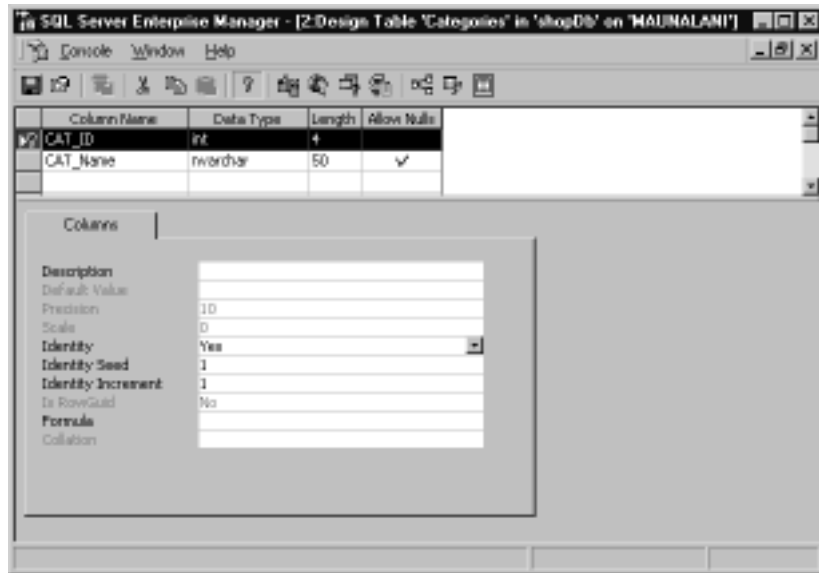 SQL Server Enterprise Manager - [2:Design Table 'Categories' in 'shopDb' on 'MAUNALANI']
Console Window Help
Column Name Data Type Length Allow Nulls
CAT_ID int 4
CAT_Name nvarchar 50 ✓
Columns
Description
Default Value
Precision 10
Scale 0
Identity Yes
Identity Seed 1
Identity Increment 1
Is RowGuid No
Formula
Collation